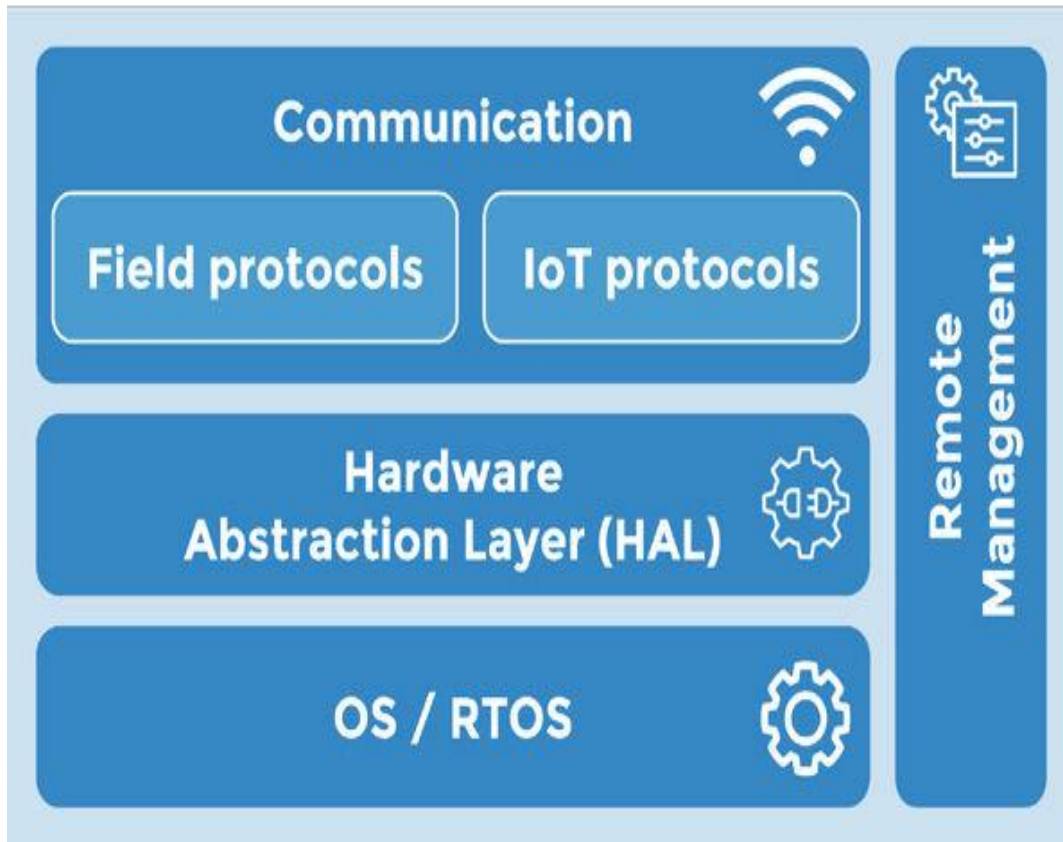 Communication
Field protocols
IoT protocols
Hardware
Abstraction Layer (HAL)
OS / RTOS
Remote
Management